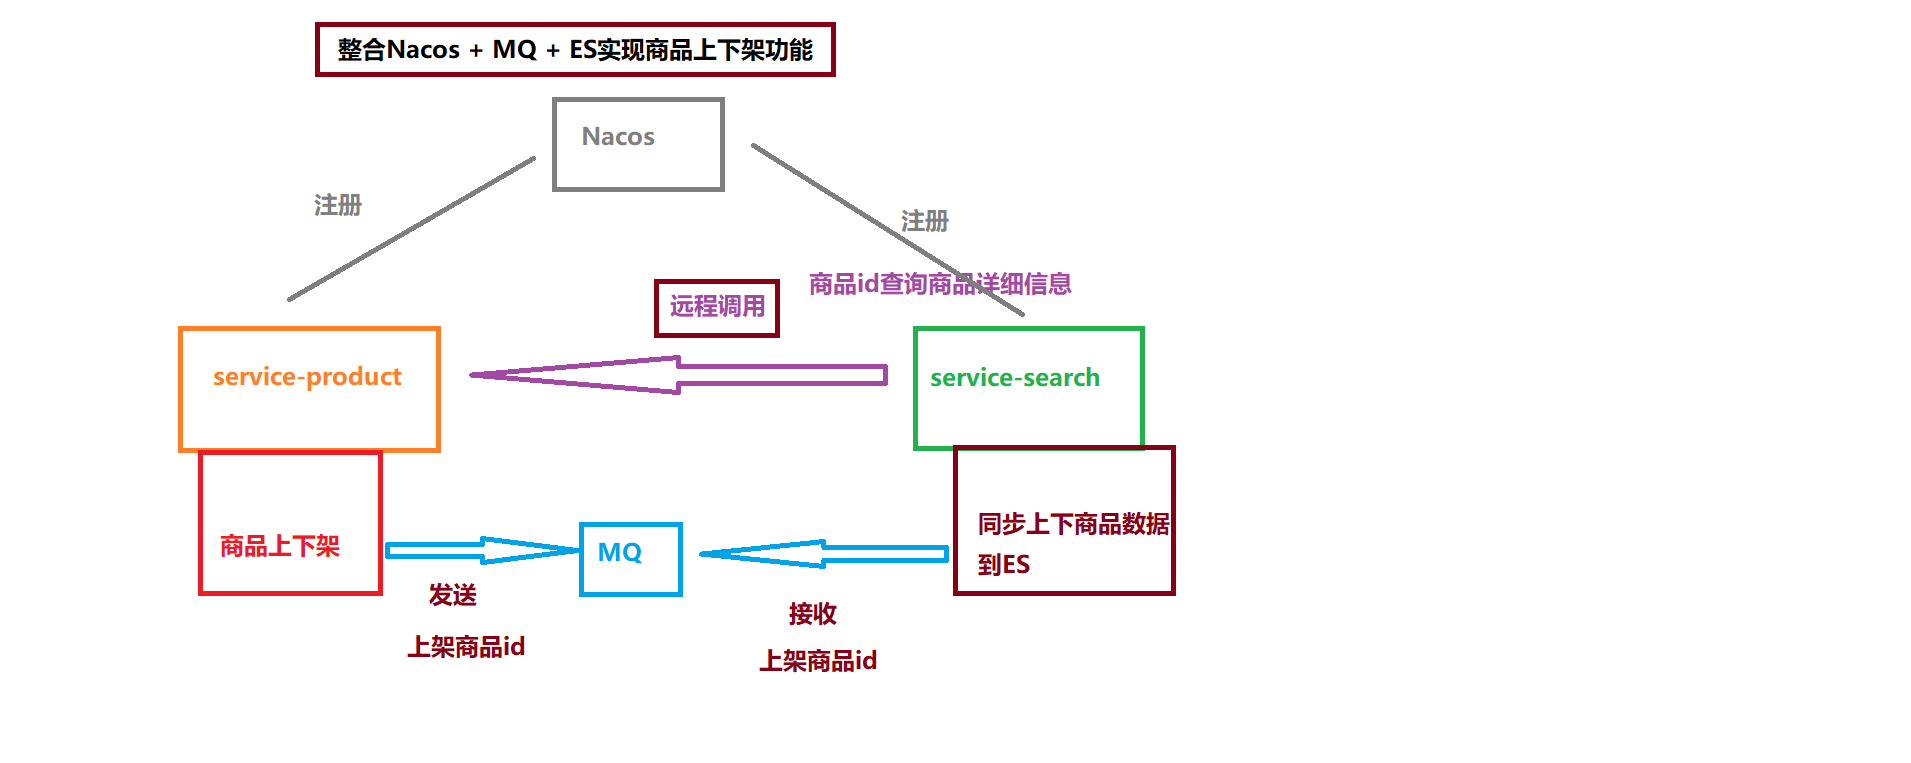 整合Nacos + MQ + ES实现商品上下架功能
Nacos
注册
注册
商品id查询商品详细信息
远程调用
service-product
service-search
商品上下架
MQ
同步上下商品数据
到ES
发送
上架商品id
接收
上架商品id